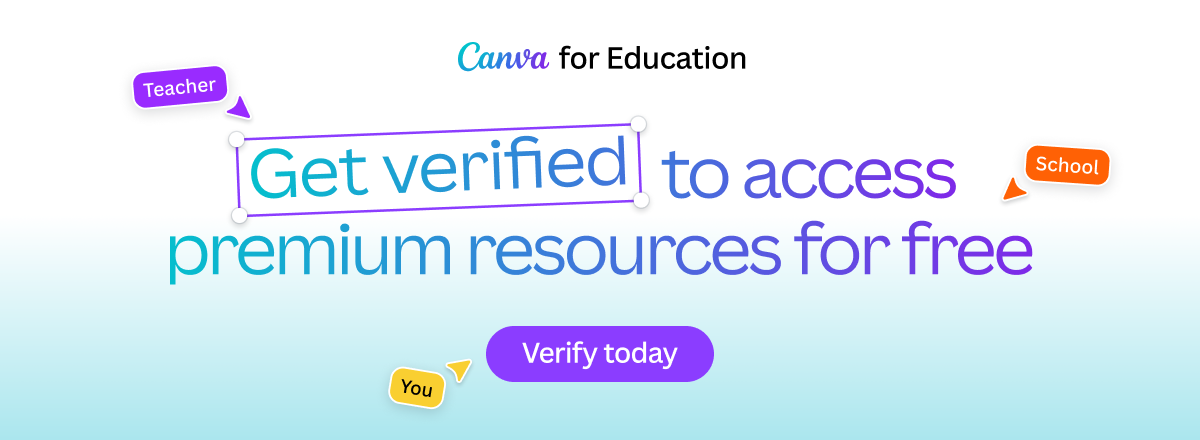 Canva for Education
Teacher
Get verified to access
School
premium resources for free
Verify today
You